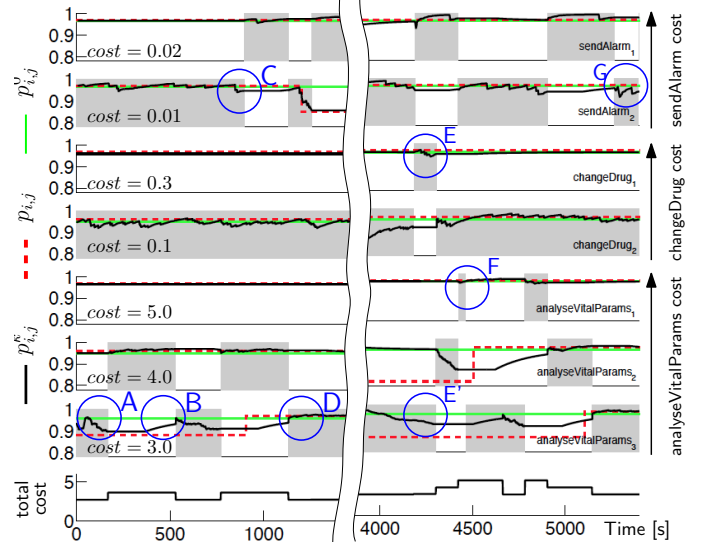 1
0.9
0.8
cost = 0.02
sendAlarm1
1
0.9
0.8
cost = 0.01
C
G
sendAlarm2
1
0.9
0.8
cost = 0.3
E
changeDrug1
1
0.9
0.8
cost = 0.1
changeDrug2
1
0.9
0.8
cost = 5.0
F
analyseVitalParams1
1
0.9
0.8
cost = 4.0
analyseVitalParams2
1
0.9
0.8
cost = 3.0
A
B
D
E'
analyseVitalParams3
5
0
0
500
1000
4000
4500
5000
Time [s]
total
cost
p i,j
p i,j
p i,j
sendAlarm cost
changeDrug cost
analyseVitalParams cost